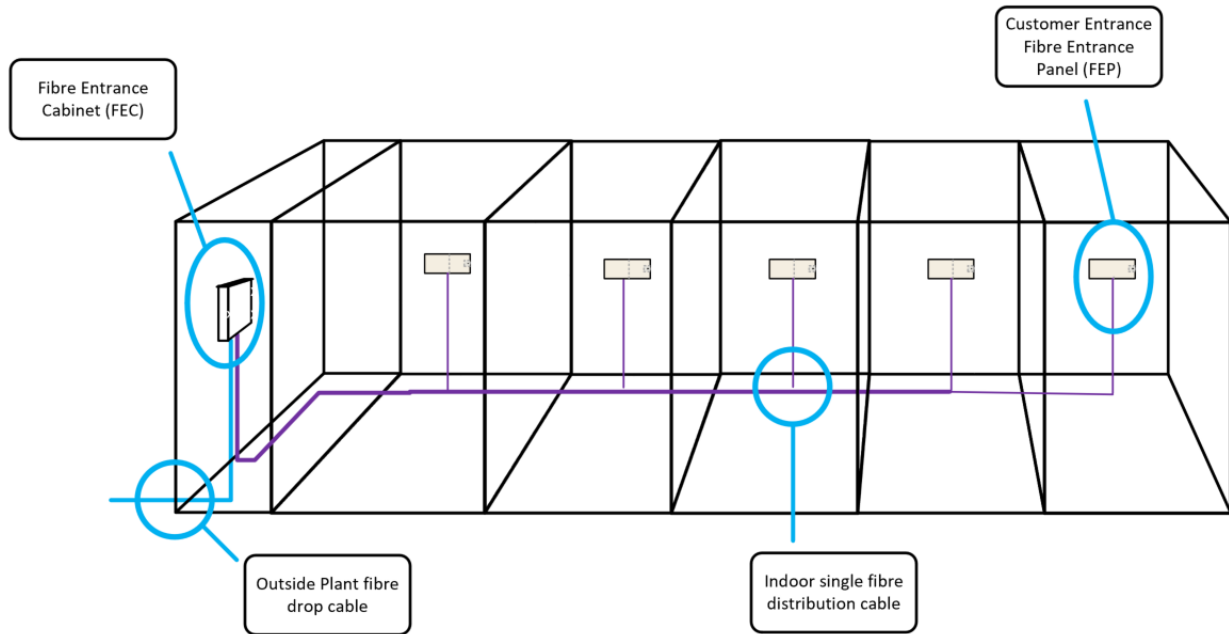 Customer Entrance
Fibre Entrance
Panel (FEP)
Fibre Entrance
Cabinet (FEC)
Outside Plant fibre
drop cable
Indoor single fibre
distribution cable